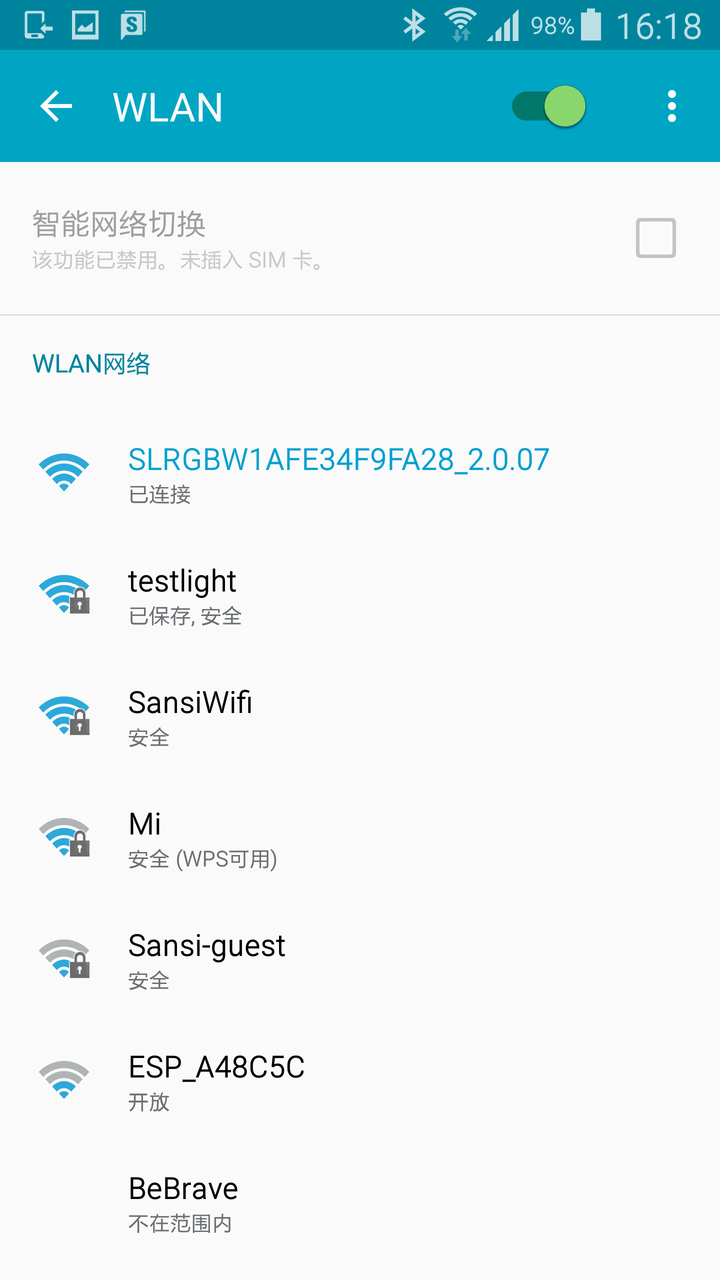 98% 16:18
WLAN
智能网络切换
该功能已禁用。未插入 SIM 卡。
WLAN网络
SLRGBW1AFE34F9FA28_2.0.07
已连接
testlight
已保存, 安全
SansiWifi
安全
Mi
安全 (WPS可用)
Sansi-guest
安全
ESP_A48C5C
开放
BeBrave
不在范围内